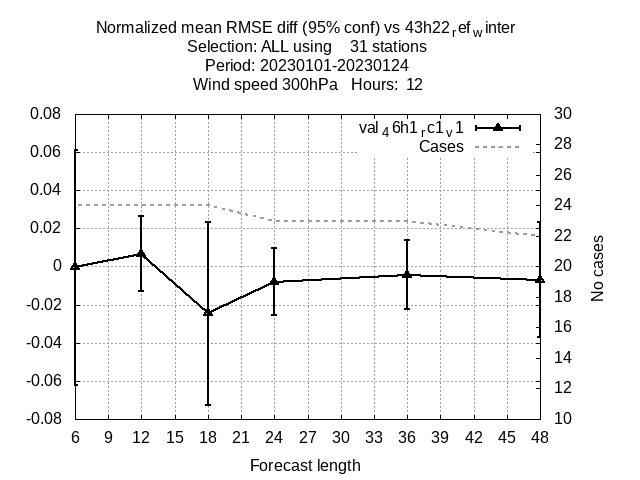 Normalized mean RMSE diff (95% conf) vs 43h22refwinter
Selection: ALL using 31 stations
Period: 20230101-20230124
Wind speed 300hPa Hours: 12
val46h1rc1v1
Cases
0.08
0.06
0.04
0.02
0
-0.02
-0.04
-0.06
-0.08
30
28
26
24
22
20
18
16
14
12
10
No cases
6 9 12 15 18 21 24 27 30 33 36 39 42 45 48
Forecast length